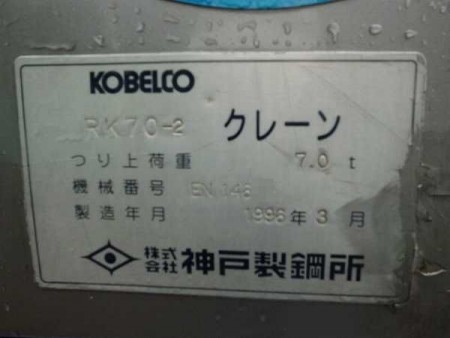 KOBELCO
RK70-2 クレーン
つり上荷重 7.0 t
機械番号 EN 146
製造年月 1996年3月
株式会社 神戸製鋼所